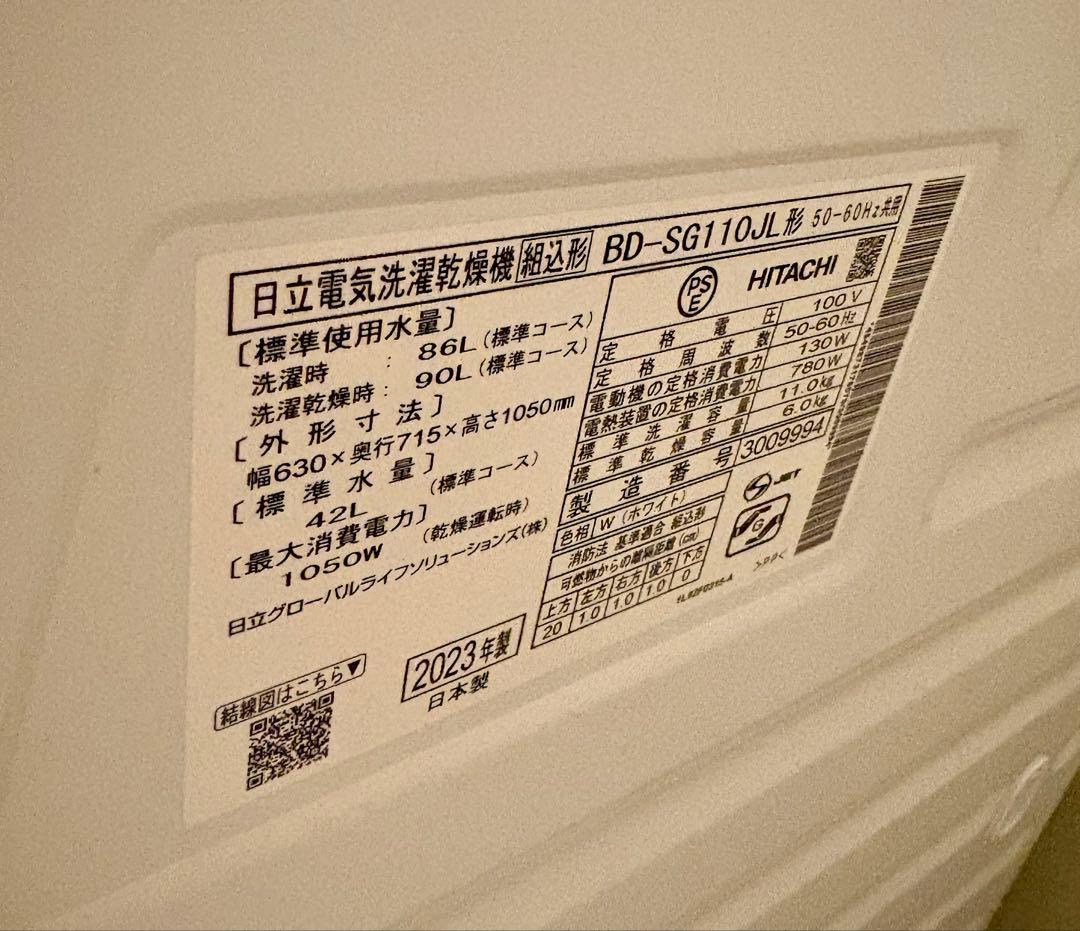 日立電気洗濯乾燥機 組込形 BD-SG110JL形 50-60Hz共用
〔標準使用水量〕
洗濯時 : 86L (標準コース)
洗濯乾燥時 : 90L (標準コース)
〔外形寸法〕
幅630×奥行715×高さ1050mm
〔標準水量〕
42L (標準コース)
〔最大消費電力〕
1050W (乾燥運転時)
日立グローバルライフソリューションズ(株)
2023年製
日本製
結線図はこちら▼
PSE HITACHI
定格電圧 100V
定格周波数 50-60Hz
電動機の定格消費電力 130W
電熱装置の定格消費電力 780W
標準洗濯容量 11.0kg
標準乾燥容量 6.0kg
製造番号 3009994
色相 W (ホワイト)
消防法 基準適合 組込形
可燃物からの離隔距離(cm)
上方 左方 右方 後方 下方
20 1.0 1.0 1.0 0
JET
G
>PP<